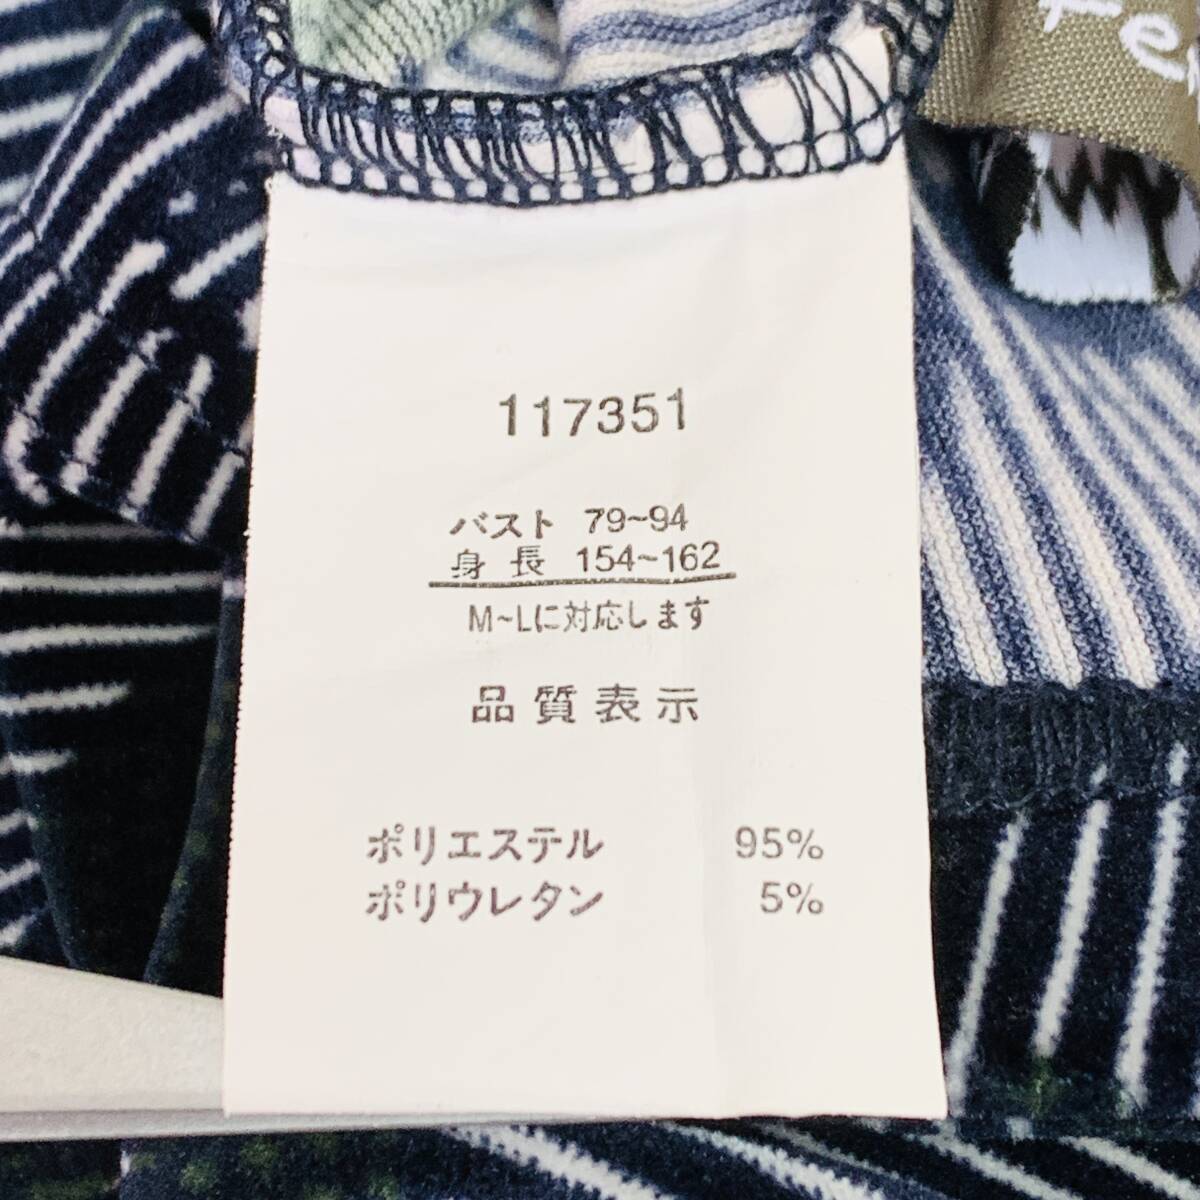 117351
バスト 79~94
身長 154~162
M~Lに対応します
品質表示
ポリエステル 95%
ポリウレタン 5%